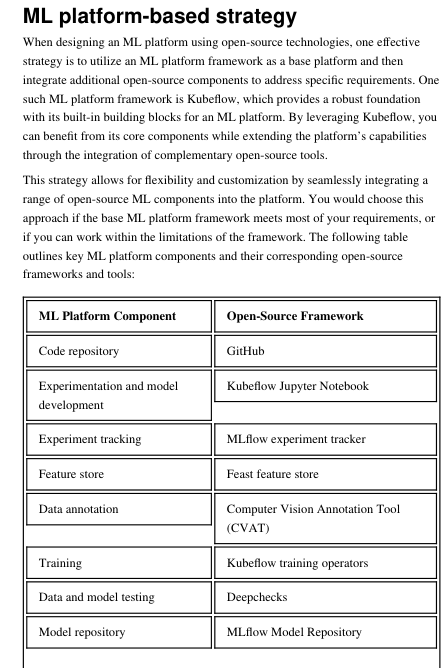 ML platform-based strategy
When designing an ML platform using open-source technologies, one effective
strategy is to utilize an ML platform framework as a base platform and then
integrate additional open-source components to address specific requirements. One
such ML platform framework is Kubeflow, which provides a robust foundation
with its built-in building blocks for an ML platform. By leveraging Kubeflow, you
can benefit from its core components while extending the platform’s capabilities
through the integration of complementary open-source tools.
This strategy allows for flexibility and customization by seamlessly integrating a
range of open-source ML components into the platform. You would choose this
approach if the base ML platform framework meets most of your requirements, or
if you can work within the limitations of the framework. The following table
outlines key ML platform components and their corresponding open-source
frameworks and tools:
ML Platform Component Open-Source Framework
Code repository GitHub
Experimentation and model Kubeflow Jupyter Notebook
development
Experiment tracking MLflow experiment tracker
Feature store Feast feature store
Data annotation Computer Vision Annotation Tool
(CVAT)
Training Kubeflow training operators
Data and model testing Deepchecks
Model repository MLflow Model Repository